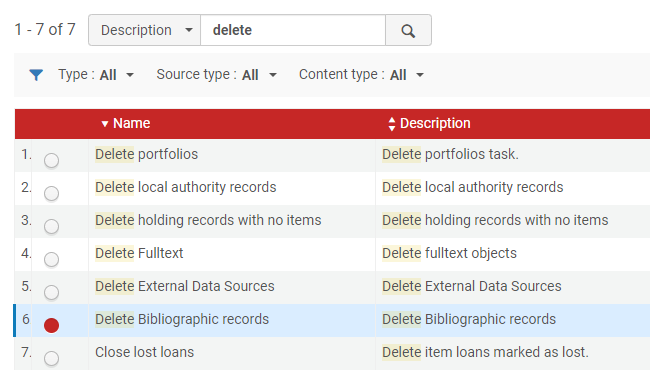 1 - 7 of 7 Description delete
Type : All Source type : All Content type : All
Name Description
1. Delete portfolios Delete portfolios task.
2. Delete local authority records Delete local authority records
3. Delete holding records with no items Delete holding records with no items
4. Delete Fulltext Delete fulltext objects
5. Delete External Data Sources Delete External Data Sources
6 Delete Bibliographic records Delete Bibliographic records
7. Close lost loans Delete item loans marked as lost.